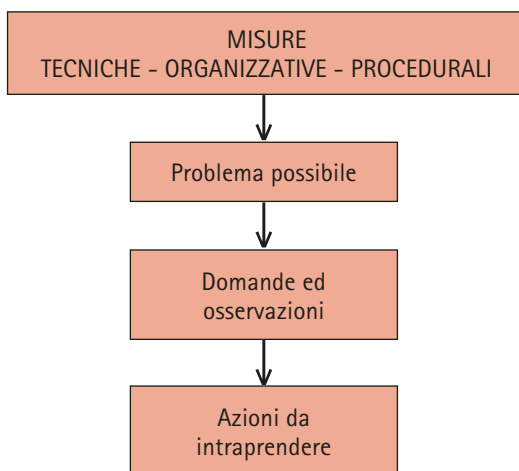 MISURE
TECNICHE - ORGANIZZATIVE - PROCEDURALI
Problema possibile
Domande ed
osservazioni
Azioni da
intraprendere